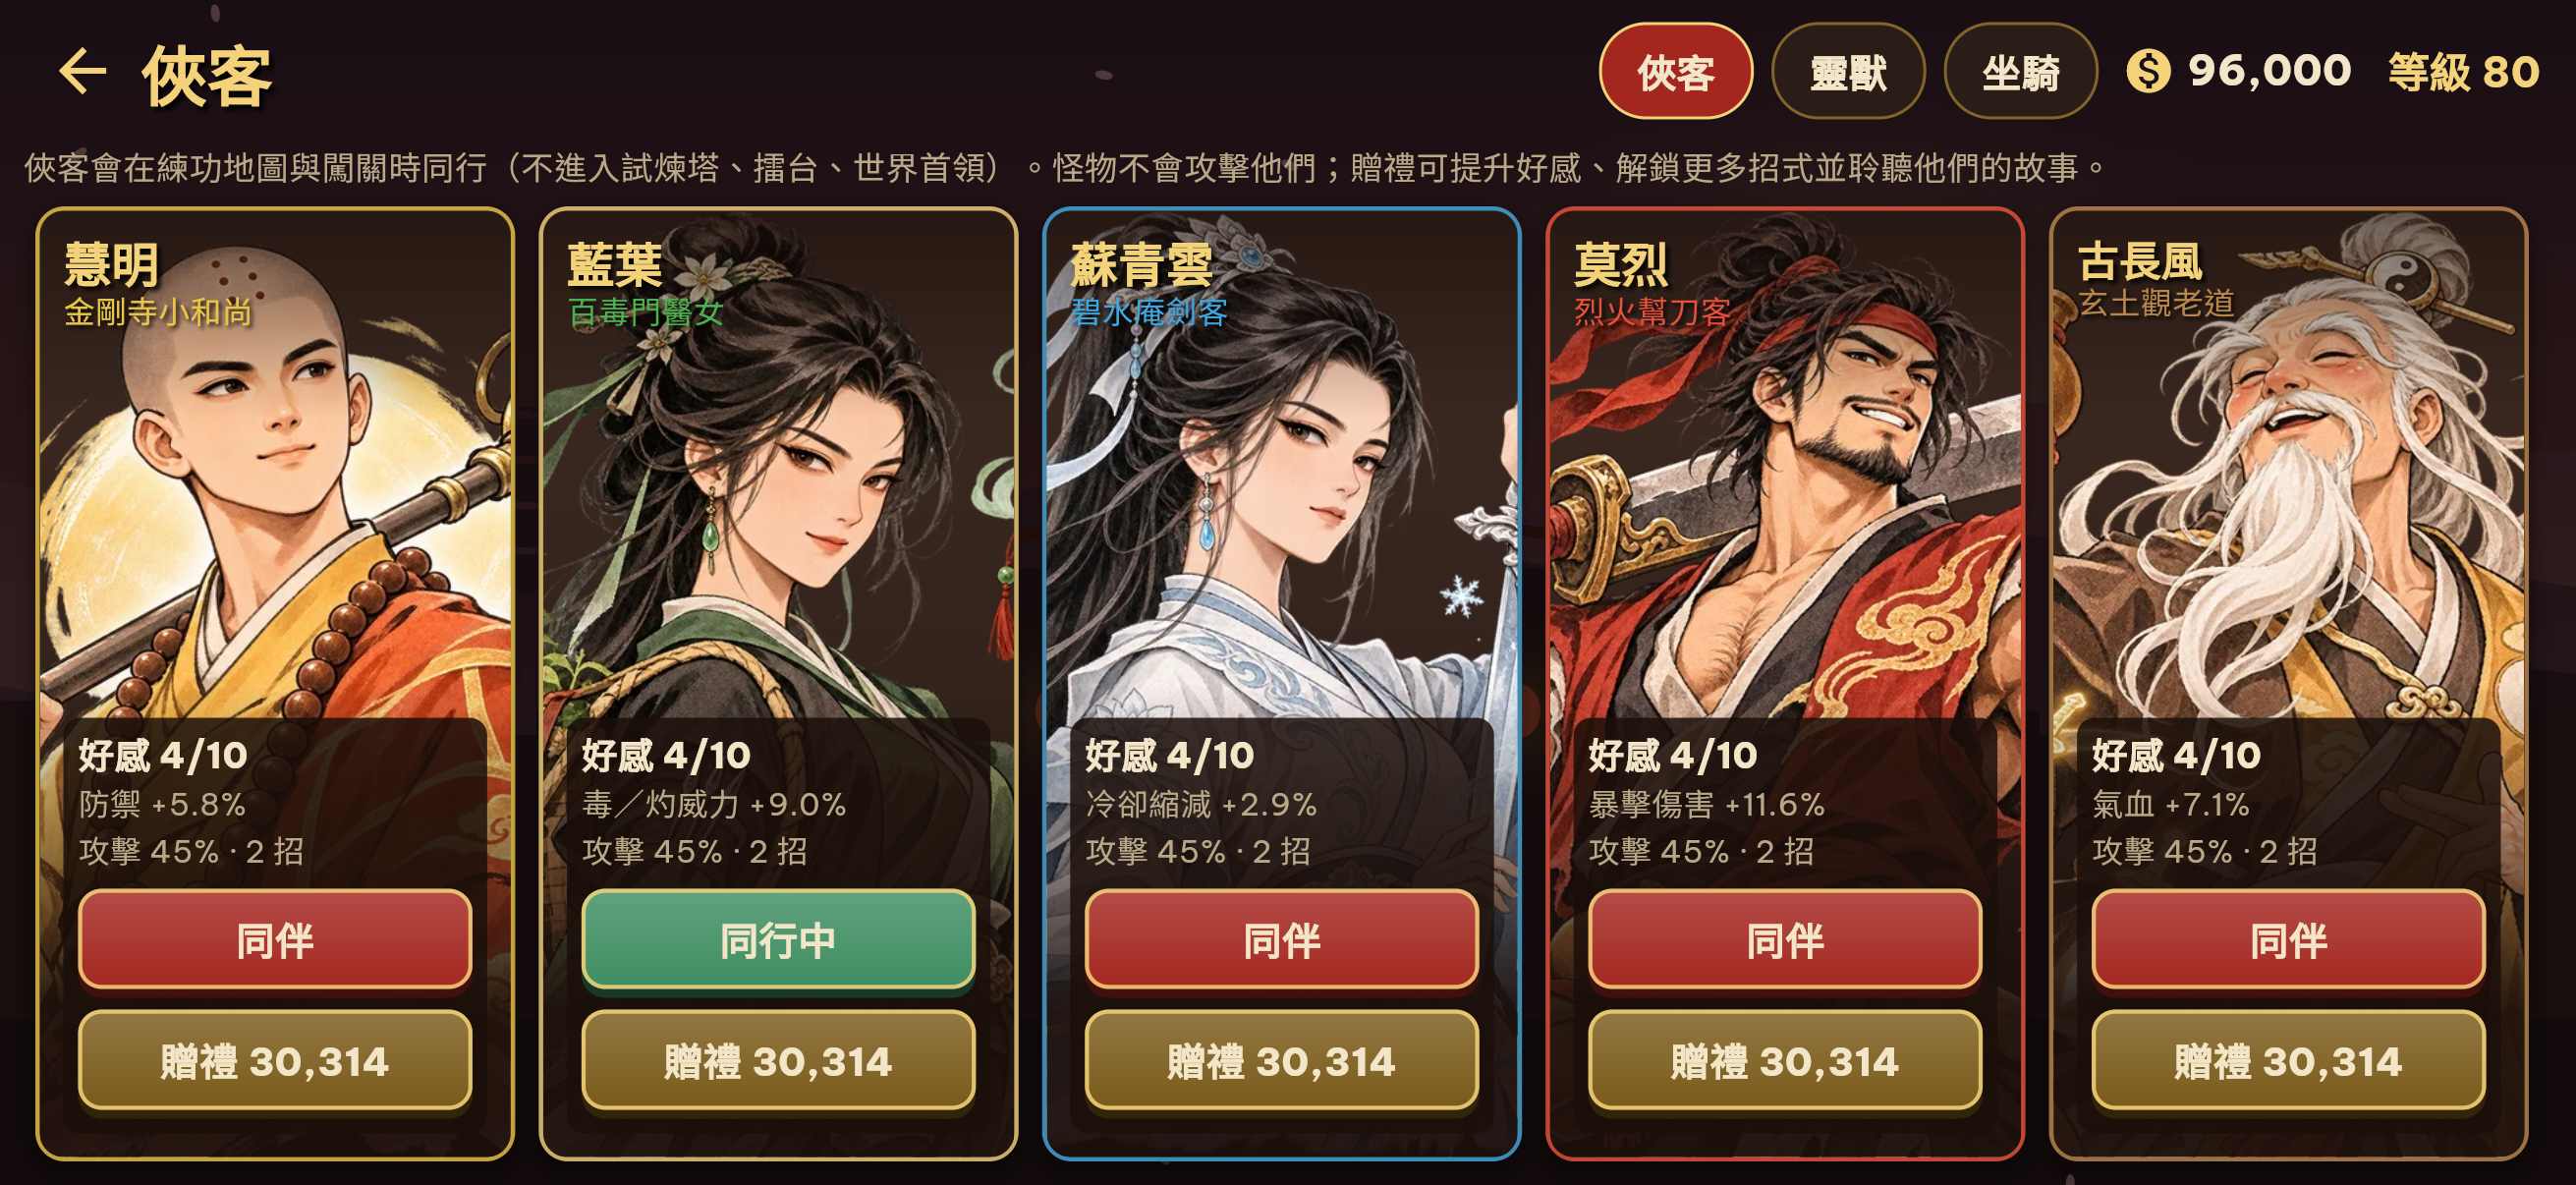 俠客
俠客 靈獸 坐騎 96,000 等級 80
俠客會在練功地圖與闖關時同行（不進入試煉塔、擂台、世界首領）。怪物不會攻擊他們；贈禮可提升好感、解鎖更多招式並聆聽他們的故事。
慧明
金剛寺小和尚
好感 4/10
防禦 +5.8%
攻擊 45% · 2 招
同伴
贈禮 30,314
藍葉
百毒門醫女
好感 4/10
毒／灼威力 +9.0%
攻擊 45% · 2 招
同行中
贈禮 30,314
蘇青雲
碧水庵劍客
好感 4/10
冷卻縮減 +2.9%
攻擊 45% · 2 招
同伴
贈禮 30,314
莫烈
烈火幫刀客
好感 4/10
暴擊傷害 +11.6%
攻擊 45% · 2 招
同伴
贈禮 30,314
古長風
玄土觀老道
好感 4/10
氣血 +7.1%
攻擊 45% · 2 招
同伴
贈禮 30,314